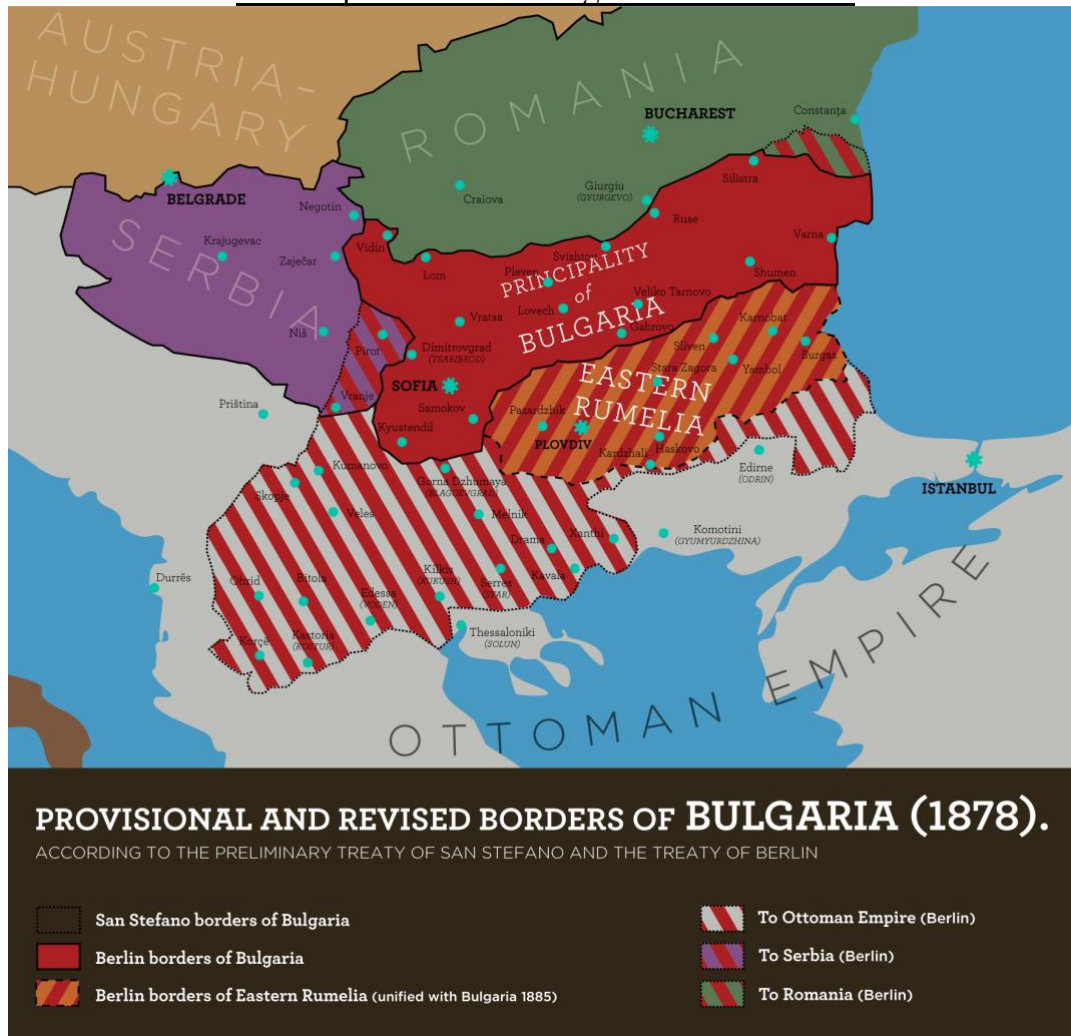 AUSTRIA-
HUNGARY
ROMANIA
BUCHAREST
Constanța
BELGRADE
Negotin
Craiova
Giurgiu
(GYURGEVO)
Silistra
Ruse
SERBIA
Krajugevac
Zaječar
Vidin
Lom
Svishtov
Pleven
Varna
Shumen
PRINCIPALITY
of
BULGARIA
Veliko Tarnovo
Lovech
Vratsa
Gabrovo
Niš
Pirot
Dimitrovgrad
(TSARIBROD)
Karnobat
Sliven
Burgas
Yambol
Stara Zagora
EASTERN
RUMELIA
SOFIA
Vranje
Priština
Samokov
Kyustendil
Pazardzhik
PLOVDIV
Kardzhali
Haskovo
Edirne
(ODRIN)
ISTANBUL
Kumanovo
Skopje
Gorna Dzhumaya
(BLAGOEVGRAD)
Veles
Melnik
Drama
Xanthi
Komotini
(GYUMYURDZHINA)
Durrës
Ohrid
Bitola
Edessa
(VODEN)
Kilkis
(KUKUSH)
Serres
(SYAR)
Kavala
Korçë
Kastoria
(KOSTUR)
Thessaloniki
(SOLUN)
OTTOMAN EMPIRE
PROVISIONAL AND REVISED BORDERS OF BULGARIA (1878).
ACCORDING TO THE PRELIMINARY TREATY OF SAN STEFANO AND THE TREATY OF BERLIN
San Stefano borders of Bulgaria
Berlin borders of Bulgaria
Berlin borders of Eastern Rumelia (unified with Bulgaria 1885)
To Ottoman Empire (Berlin)
To Serbia (Berlin)
To Romania (Berlin)